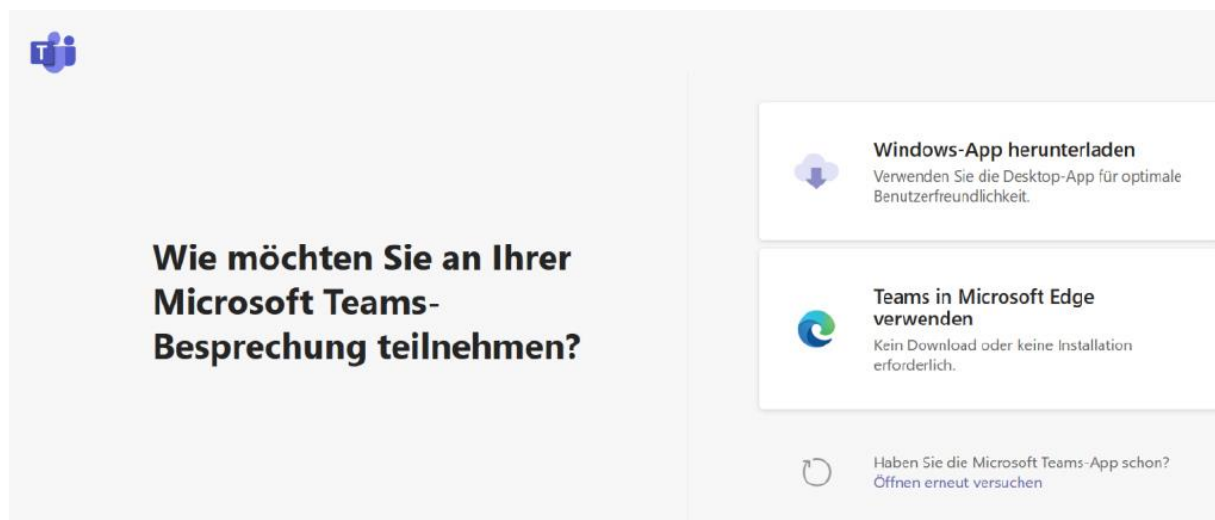 T
Wie möchten Sie an Ihrer
Microsoft Teams-
Besprechung teilnehmen?
Windows-App herunterladen
Verwenden Sie die Desktop-App für optimale
Benutzerfreundlichkeit.
Teams in Microsoft Edge
verwenden
Kein Download oder keine Installation
erforderlich.
Haben Sie die Microsoft Teams-App schon?
Öffnen erneut versuchen